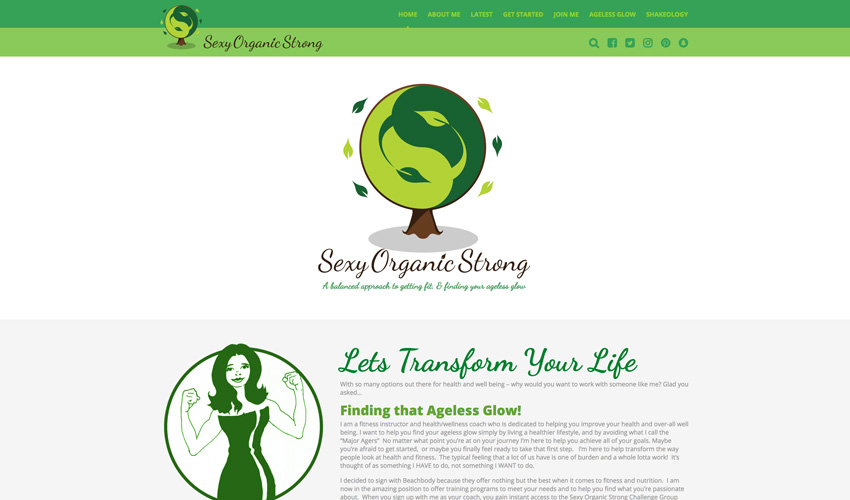 HOME ABOUT ME LATEST GET STARTED JOIN ME AGELESS GLOW SHAKEOLOGY
Sexy Organic Strong
Sexy Organic Strong
A balanced approach to getting fit, & finding your ageless glow
Lets Transform Your Life
With so many options out there for health and well being – why would you want to work with someone like me? Glad you
asked...
Finding that Ageless Glow!
I am a fitness instructor and health/wellness coach who is dedicated to helping you improve your health and over-all well
being. I want to help you find your ageless glow simply by living a healthier lifestyle, and by avoiding what I call the
"Major Agers" No matter what point you're at on your journey I'm here to help you achieve all of your goals. Maybe
you're afraid to get started, or maybe you finally feel ready to take that first step. I'm here to help transform the way
people look at health and fitness. The typical feeling that a lot of us have is one of burden and a whole lotta work! It's
thought of as something I HAVE to do, not something I WANT to do.
I decided to sign with Beachbody because they offer nothing but the best when it comes to fitness and nutrition. I am
now in the amazing position to offer training programs to meet your needs and to help you find what you're passionate
about. When you sign up with me as your coach, you gain instant access to the Sexy Organic Strong Challenge Group